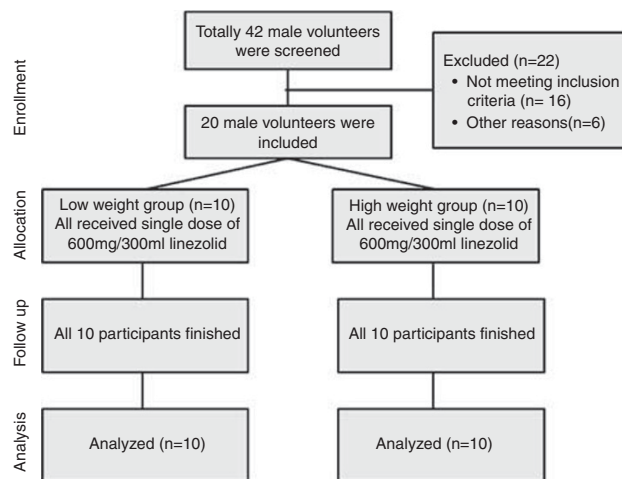 Enrollment
Totally 42 male volunteers
were screened
Excluded (n=22)
• Not meeting inclusion
criteria (n= 16)
• Other reasons(n=6)
20 male volunteers were
included
Allocation
Low weight group (n=10)
All received single dose of
600mg/300ml linezolid
High weight group (n=10)
All received single dose of
600mg/300ml linezolid
Follow up
All 10 participants finished
All 10 participants finished
Analysis
Analyzed (n=10)
Analyzed (n=10)